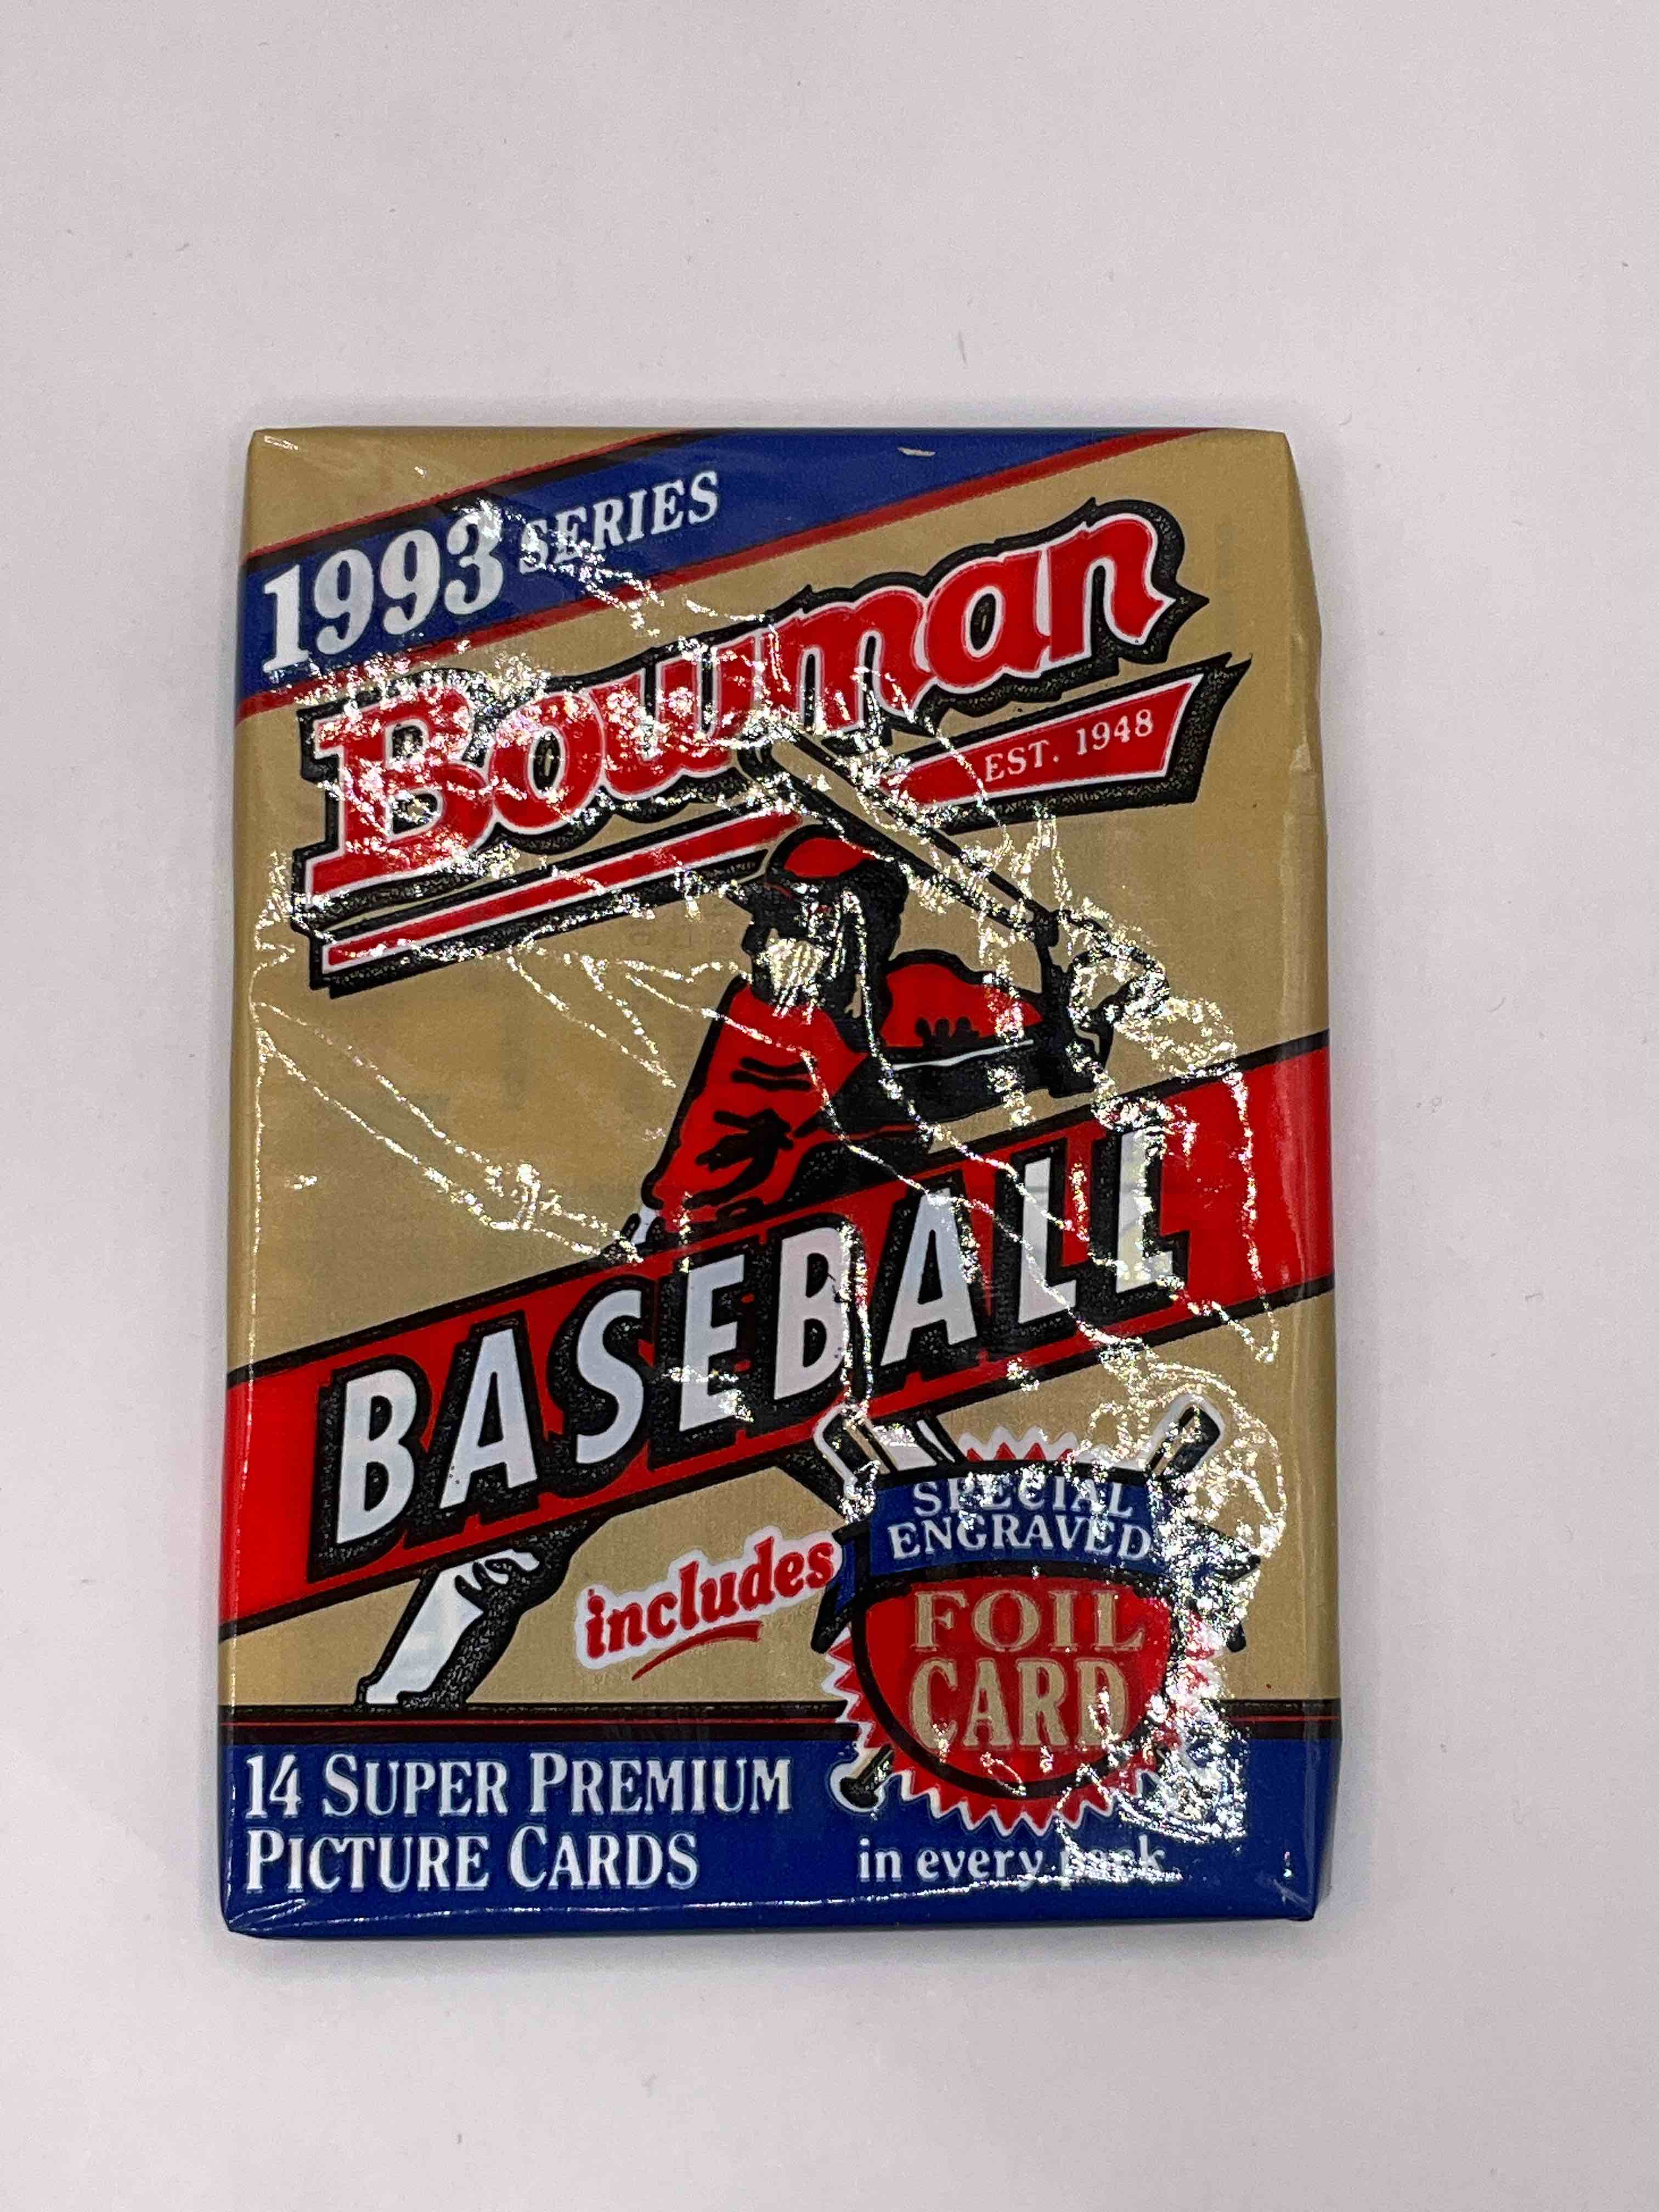 1993 SERIES
Bowman
EST. 1948
BASEBALL
includes
SPECIAL
ENGRAVED
FOIL
CARD
in every pack.
14 SUPER PREMIUM
PICTURE CARDS